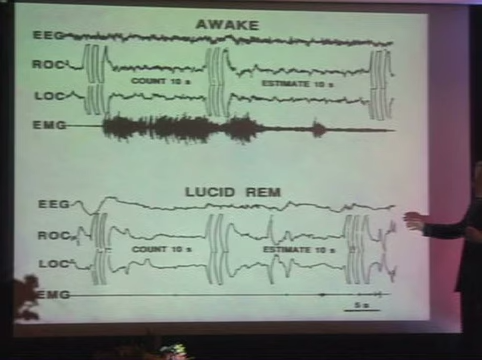 AWAKE
EEG
ROC
COUNT 10 s ESTIMATE 10 s
LOC
EMG
LUCID REM
EEG
ROC
COUNT 10 s ESTIMATE 10 s
LOC
EMG
5 s